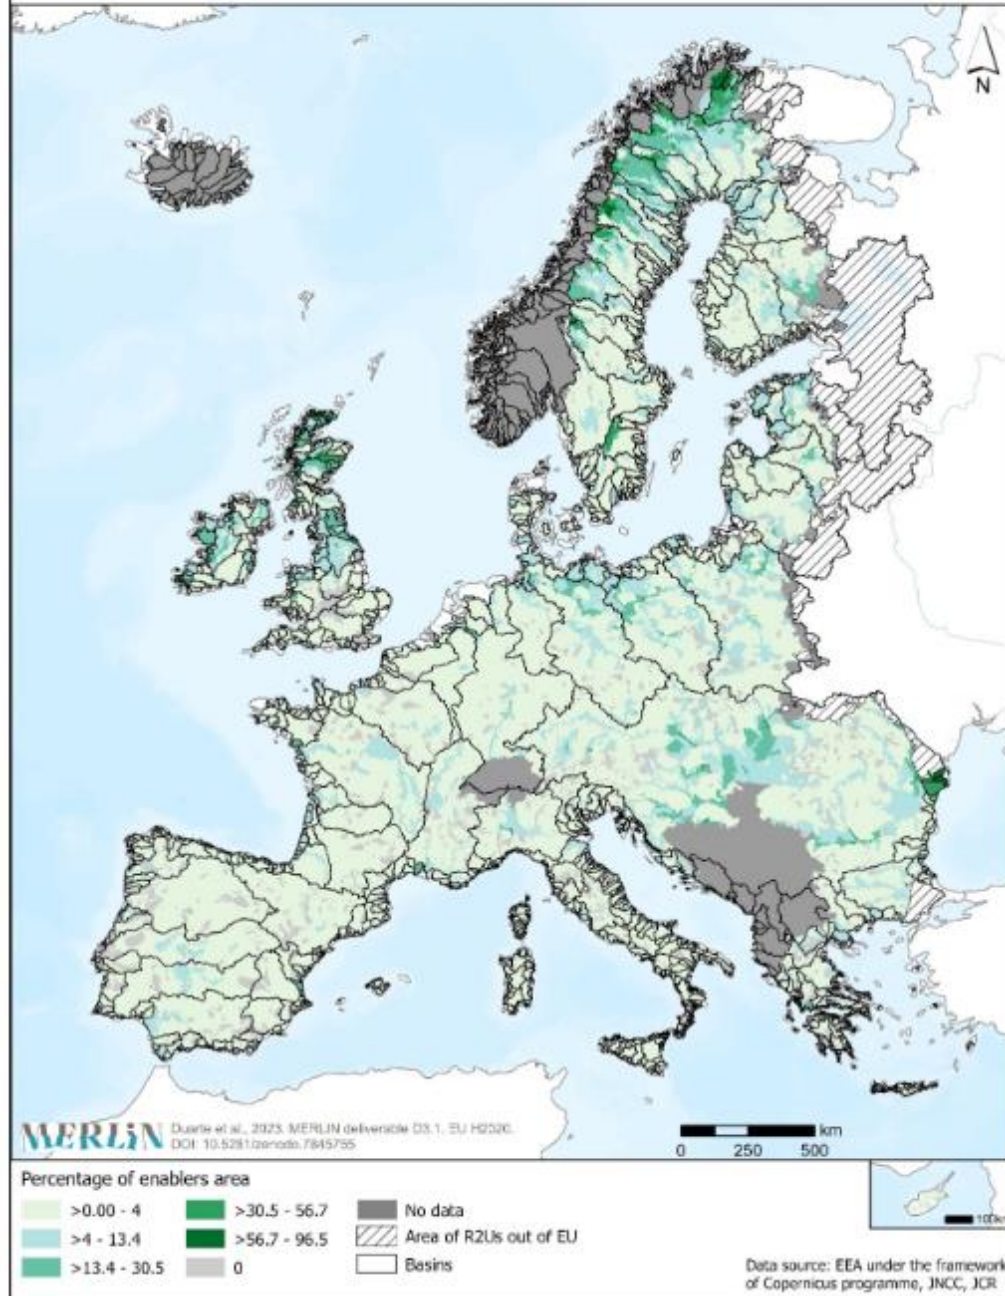 N
MERLIN
Duarte et al., 2023. MERLIN deliverable D3.1. EU H2020.
DOI: 10.5281/zenodo.7845755
km
0 250 500
Percentage of enablers area
>0.00 - 4
>4 - 13.4
>13.4 - 30.5
>30.5 - 56.7
>56.7 - 96.5
0
No data
Area of R2Us out of EU
Basins
100km
Data source: EEA under the framework
of Copernicus programme, JNCC, JCR